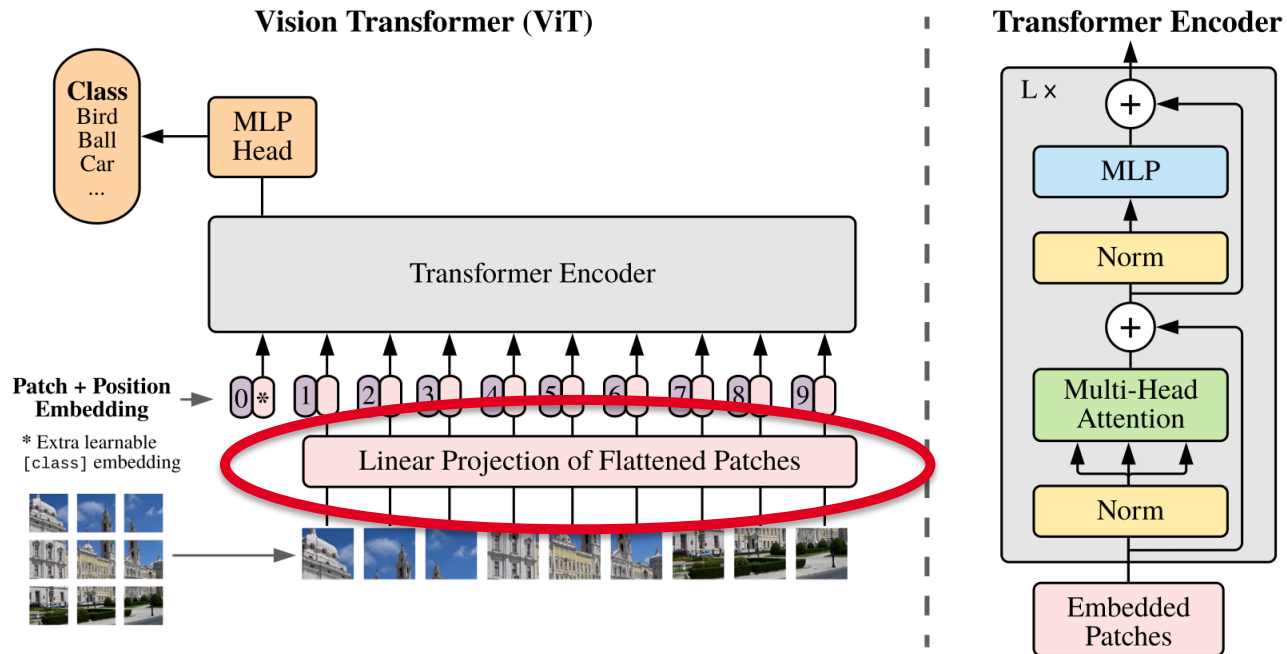 Vision Transformer (ViT)
Class
Bird
Ball
Car
...
MLP
Head
Transformer Encoder
Patch + Position
Embedding
0 * 1 2 3 4 5 6 7 8 9
* Extra learnable
[class] embedding
Linear Projection of Flattened Patches
Transformer Encoder
L ×
+
MLP
Norm
+
Multi-Head
Attention
Norm
Embedded
Patches